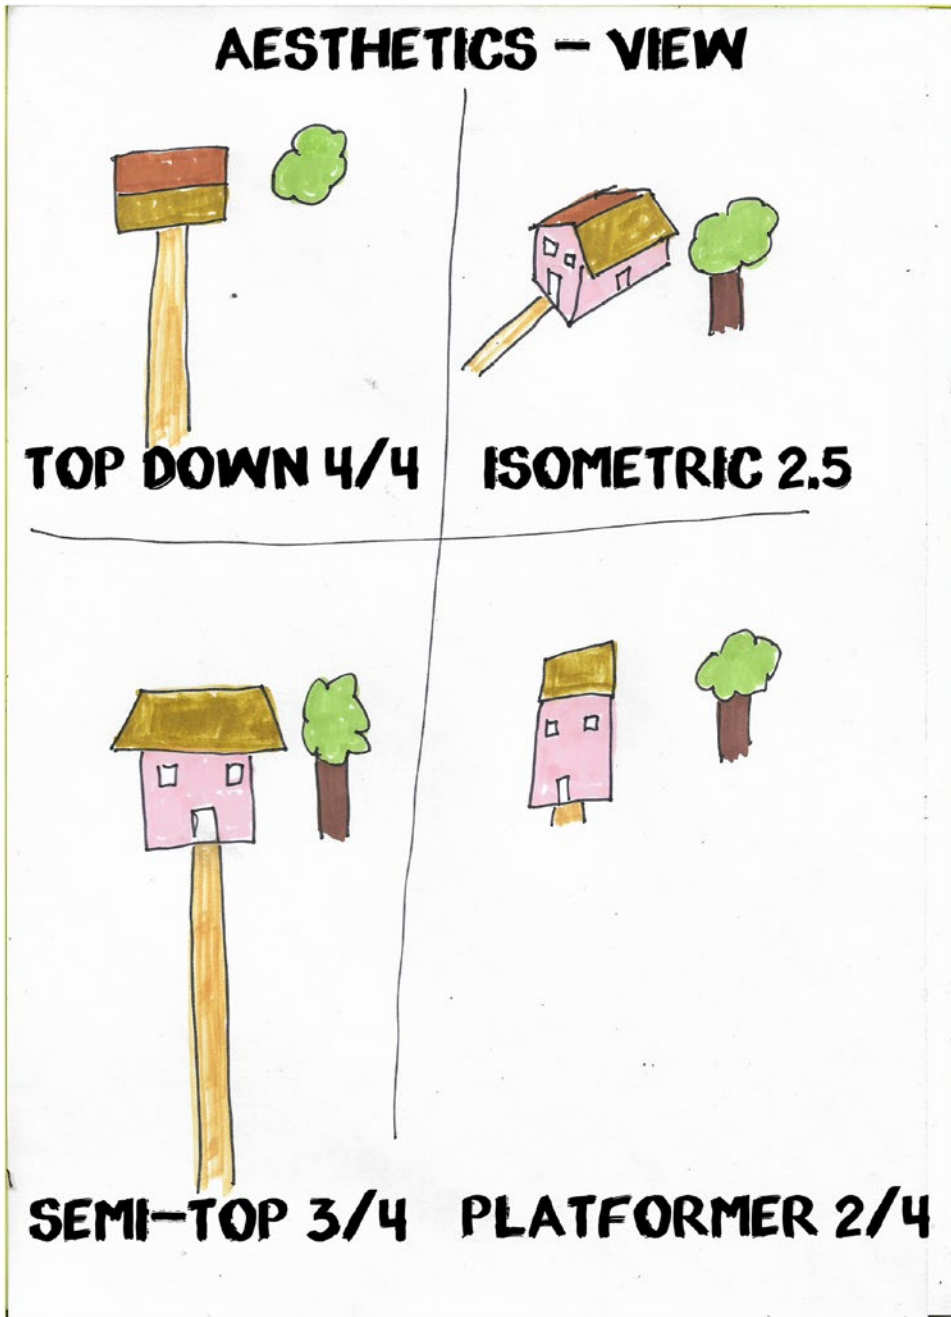 AESTHETICS – VIEW
TOP DOWN 4/4
ISOMETRIC 2.5
SEMI–TOP 3/4
PLATFORMER 2/4